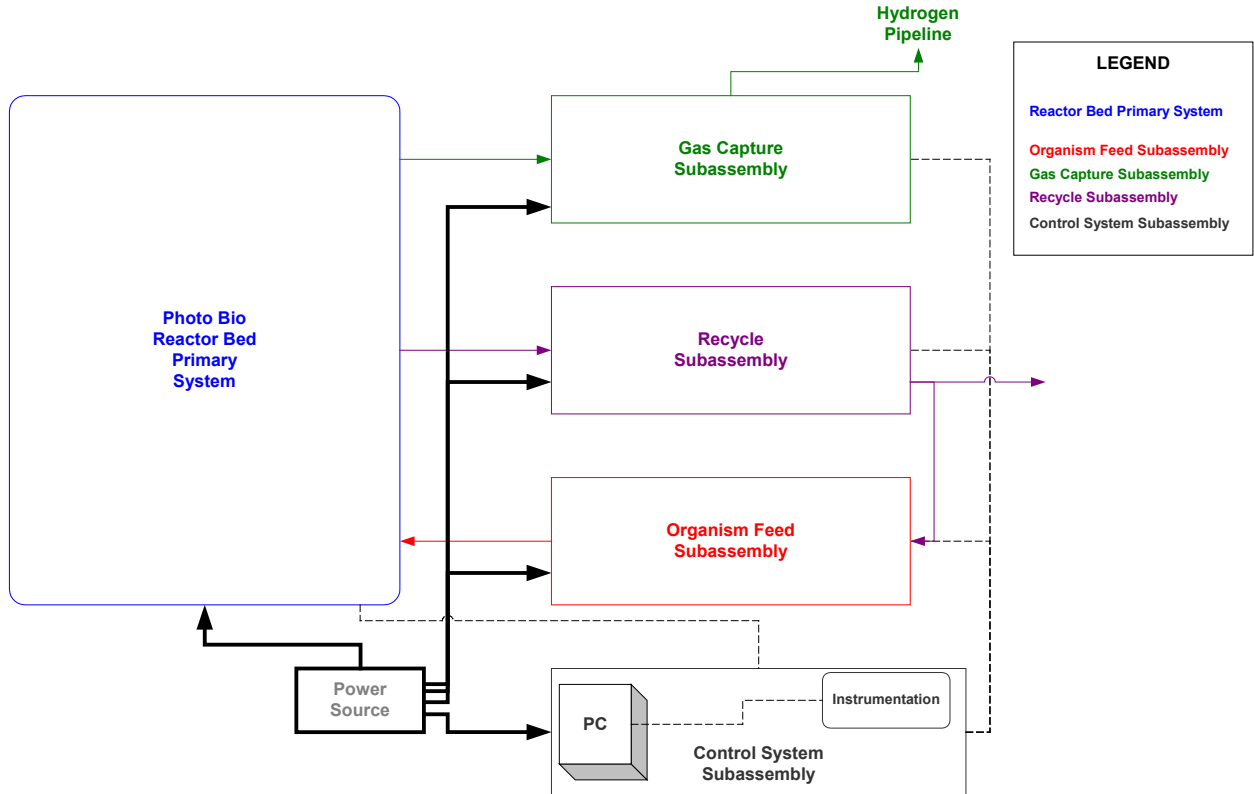 Hydrogen
Pipeline
LEGEND
Reactor Bed Primary System
Organism Feed Subassembly
Gas Capture Subassembly
Recycle Subassembly
Control System Subassembly
Gas Capture
Subassembly
Photo Bio
Reactor Bed
Primary
System
Recycle
Subassembly
Organism Feed
Subassembly
Power
Source
PC
Instrumentation
Control System
Subassembly